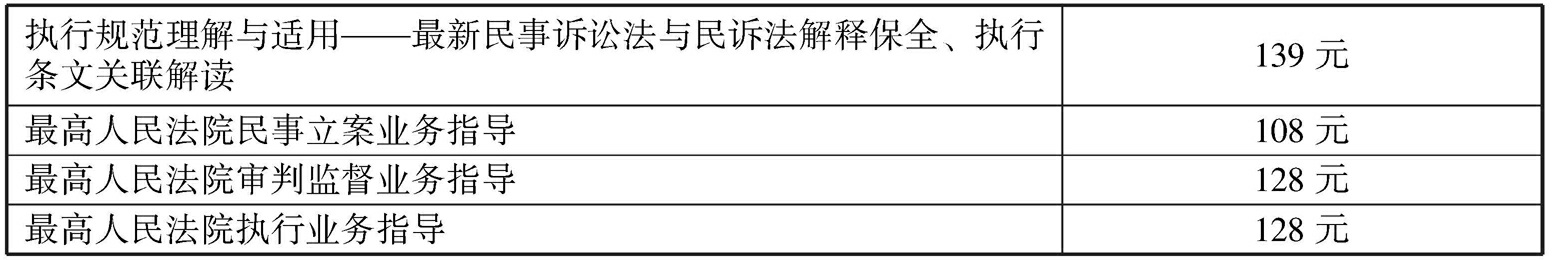 执行规范理解与适用——最新民事诉讼法与民诉法解释保全、执行
条文关联解读
139 元
最高人民法院民事立案业务指导
108 元
最高人民法院审判监督业务指导
128 元
最高人民法院执行业务指导
128 元